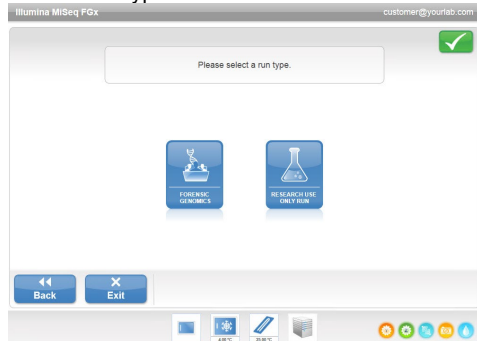 Illumina MiSeq FGx
customer@yourlab.com
Please select a run type.
FORENSIC
GENOMICS
RESEARCH USE
ONLY RUN
Back
Exit